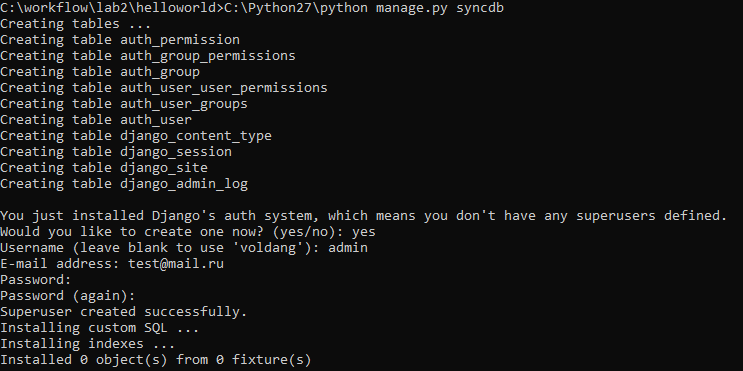 C:\workflow\lab2\helloworld>C:\Python27\python manage.py syncdb
Creating tables ...
Creating table auth_permission
Creating table auth_group_permissions
Creating table auth_group
Creating table auth_user_user_permissions
Creating table auth_user_groups
Creating table auth_user
Creating table django_content_type
Creating table django_session
Creating table django_site
Creating table django_admin_log
You just installed Django's auth system, which means you don't have any superusers defined.
Would you like to create one now? (yes/no): yes
Username (leave blank to use 'voldang'): admin
E-mail address: test@mail.ru
Password:
Password (again):
Superuser created successfully.
Installing custom SQL ...
Installing indexes ...
Installed 0 object(s) from 0 fixture(s)